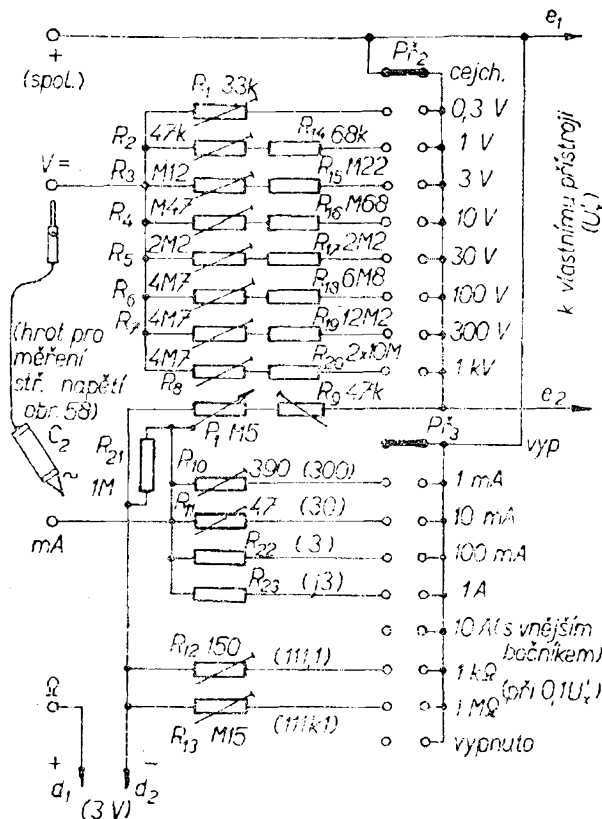 e₁
+
(spol.)
Př₂
cejch.
R₁ 33k
0,3 V
R₂ 47k
R₁₄ 68k
1 V
V=
R₃ M12
R₁₅ M22
3 V
R₄ M47
R₁₆ M68
10 V
R₅ 2M2
R₁₇ 2M2
30 V
R₆ 4M7
R₁₈ 6M8
100 V
R₇ 4M7
R₁₉ 12M2
300 V
R₈ 4M7
R₂₀ 2×10M
1 kV
k vlastnímu přístroji
(U'ₓ)
(hrot pro
měření
stř. napětí
obr. 58)
C₂
~
P₁ M5
R₉ 47k
e₂
Př₃
vyp
R₂₁
1M
R₁₀ 390 (300)
1 mA
R₁₁ 47 (30)
10 mA
mA
R₂₂ (3)
100 mA
R₂₃ (j3)
1A
10A (s vnějším
bočníkem)
R₁₂ 150 (111,1)
1 kΩ
(při 0,1U'ₓ)
Ω
R₁₃ M15 (111k1)
1 MΩ
vypnuto
+ −
d₁ d₂
(3 V)